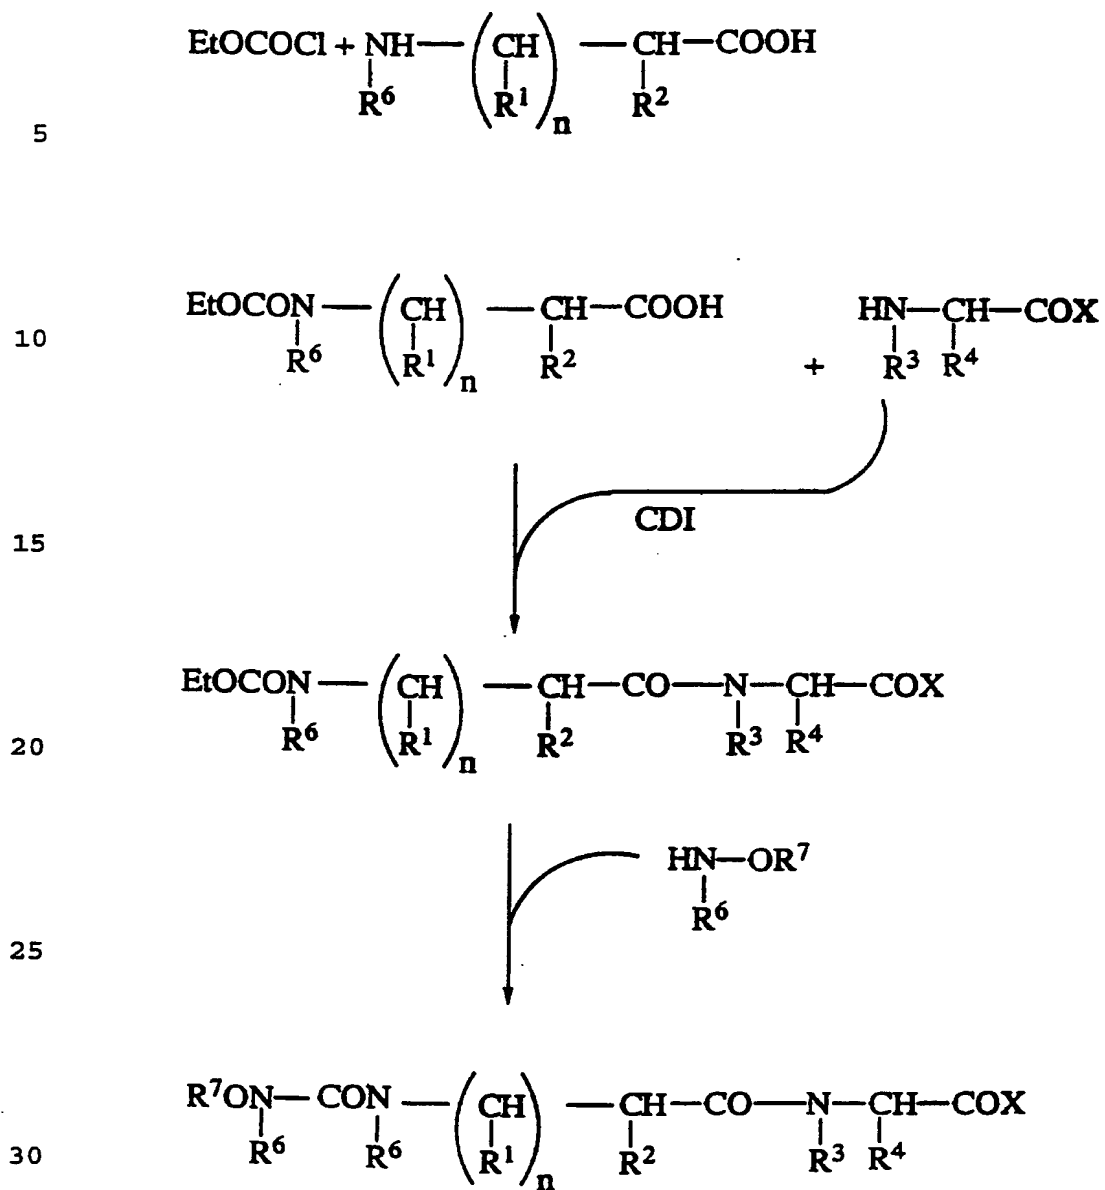 EtOCOCl + NH—(CH)n—CH—COOH
R⁶ R¹ R²
5
EtOCON—(CH)n—CH—COOH HN—CH—COX
10
R⁶ R¹ R² + R³ R⁴
CDI
15
EtOCON—(CH)n—CH—CO—N—CH—COX
R⁶ R¹ R² R³ R⁴
20
HN—OR⁷
R⁶
25
R⁷ON—CON—(CH)n—CH—CO—N—CH—COX
30 R⁶ R⁶ R¹ R² R³ R⁴